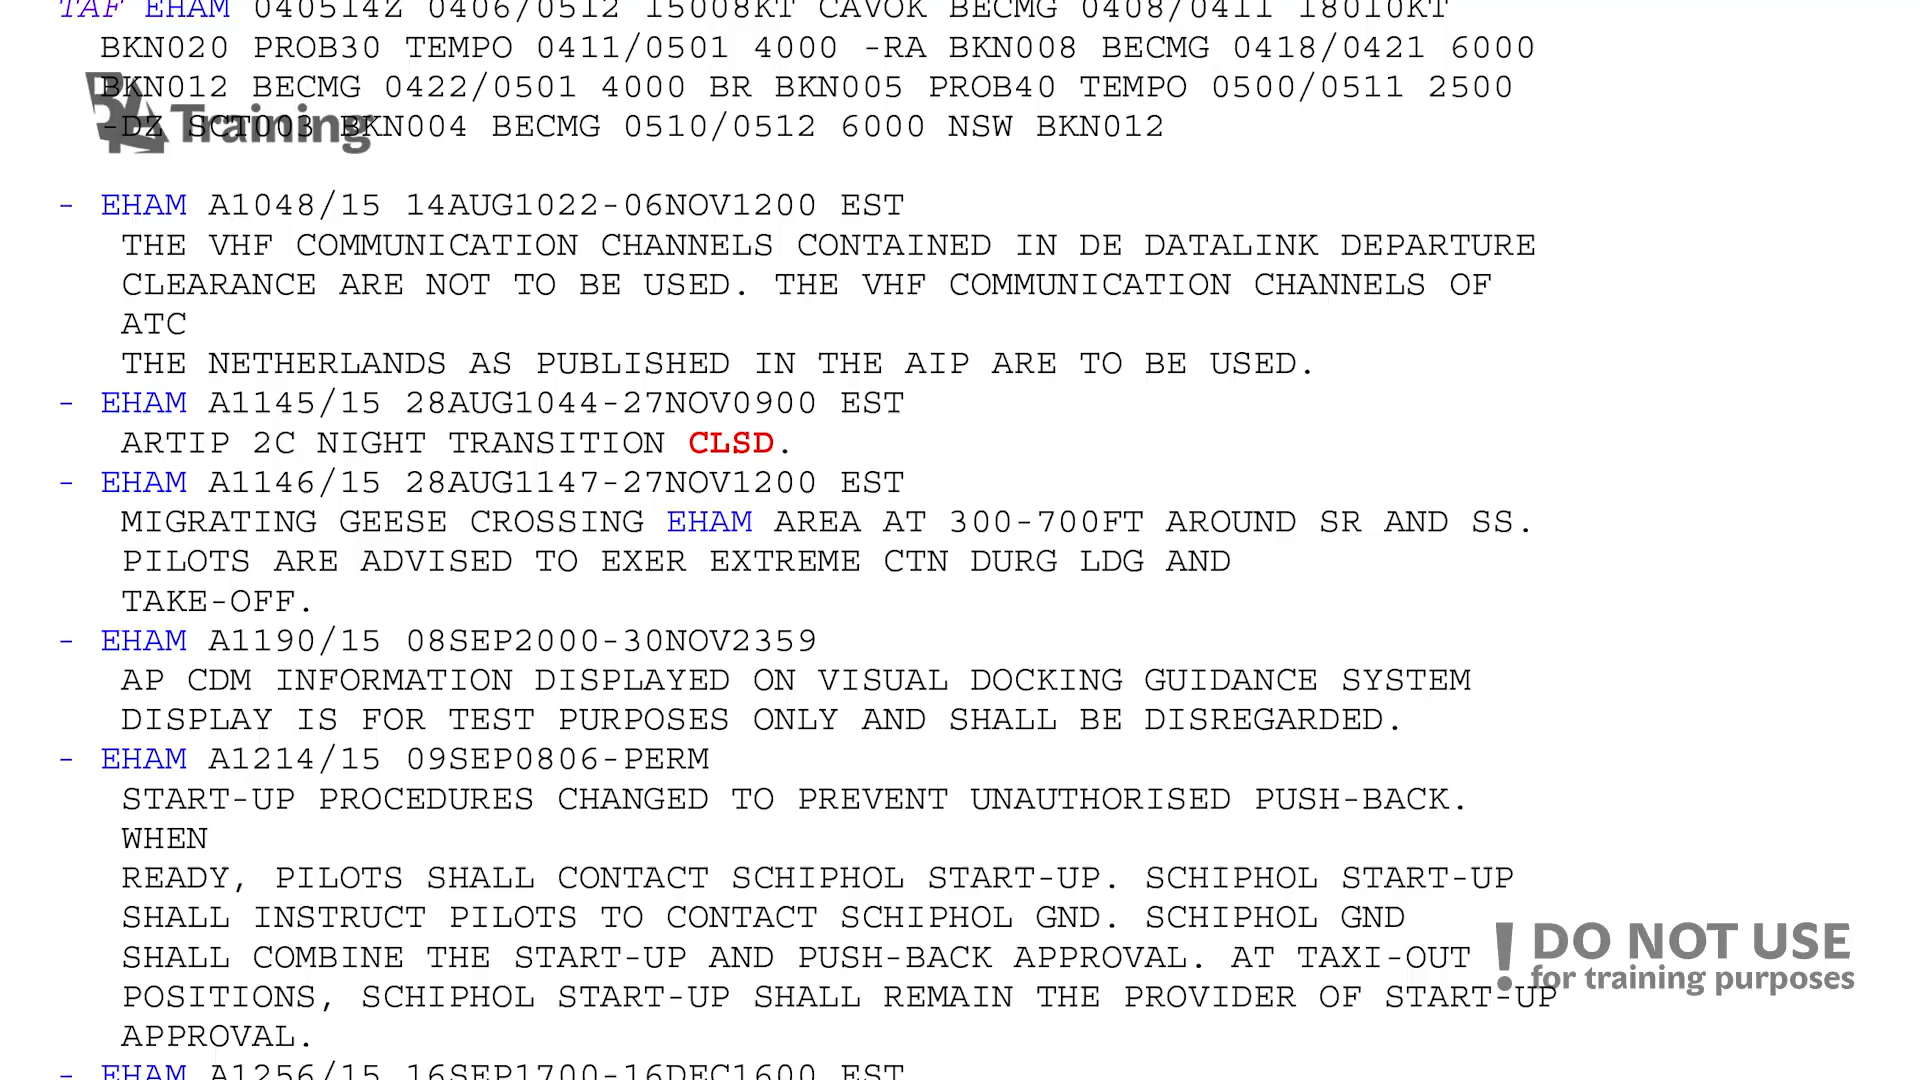 TAF EHAM 040514Z 0406/0512 15008KT CAVOK BECMG 0408/0411 18010KT
BKN020 PROB30 TEMPO 0411/0501 4000 -RA BKN008 BECMG 0418/0421 6000
BKN012 BECMG 0422/0501 4000 BR BKN005 PROB40 TEMPO 0500/0511 2500
-DZ SCT003 BKN004 BECMG 0510/0512 6000 NSW BKN012
BAA Training
- EHAM A1048/15 14AUG1022-06NOV1200 EST
THE VHF COMMUNICATION CHANNELS CONTAINED IN DE DATALINK DEPARTURE
CLEARANCE ARE NOT TO BE USED. THE VHF COMMUNICATION CHANNELS OF
ATC
THE NETHERLANDS AS PUBLISHED IN THE AIP ARE TO BE USED.
- EHAM A1145/15 28AUG1044-27NOV0900 EST
ARTIP 2C NIGHT TRANSITION CLSD.
- EHAM A1146/15 28AUG1147-27NOV1200 EST
MIGRATING GEESE CROSSING EHAM AREA AT 300-700FT AROUND SR AND SS.
PILOTS ARE ADVISED TO EXER EXTREME CTN DURG LDG AND
TAKE-OFF.
- EHAM A1190/15 08SEP2000-30NOV2359
AP CDM INFORMATION DISPLAYED ON VISUAL DOCKING GUIDANCE SYSTEM
DISPLAY IS FOR TEST PURPOSES ONLY AND SHALL BE DISREGARDED.
- EHAM A1214/15 09SEP0806-PERM
START-UP PROCEDURES CHANGED TO PREVENT UNAUTHORISED PUSH-BACK.
WHEN
READY, PILOTS SHALL CONTACT SCHIPHOL START-UP. SCHIPHOL START-UP
SHALL INSTRUCT PILOTS TO CONTACT SCHIPHOL GND. SCHIPHOL GND
SHALL COMBINE THE START-UP AND PUSH-BACK APPROVAL. AT TAXI-OUT
POSITIONS, SCHIPHOL START-UP SHALL REMAIN THE PROVIDER OF START-UP
APPROVAL.
! DO NOT USE
for training purposes
- EHAM A1256/15 16SEP1700-16DEC1600 EST